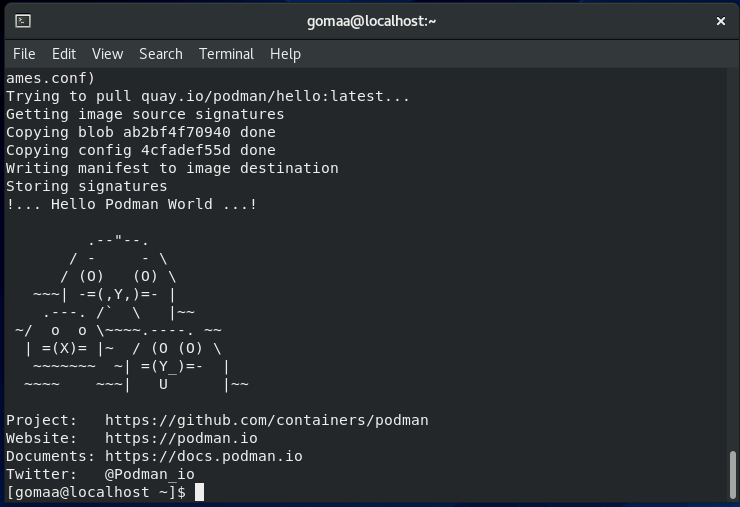 gomaa@localhost:~
File Edit View Search Terminal Help
ames.conf)
Trying to pull quay.io/podman/hello:latest...
Getting image source signatures
Copying blob ab2bf4f70940 done
Copying config 4cfadef55d done
Writing manifest to image destination
Storing signatures
!... Hello Podman World ...!

         .--"--.
       / -     - \
      / (O)   (O) \
   ~~~| -=(,Y,)=- |
    .---. /`  \   |~~
 ~/  o  o \~~~~.----. ~~
  | =(X)= |~  / (O (O) \
   ~~~~~~~  ~| =(Y_)=-  |
  ~~~~    ~~~|   U      |~~

Project:   https://github.com/containers/podman
Website:   https://podman.io
Documents: https://docs.podman.io
Twitter:   @Podman_io
[gomaa@localhost ~]$